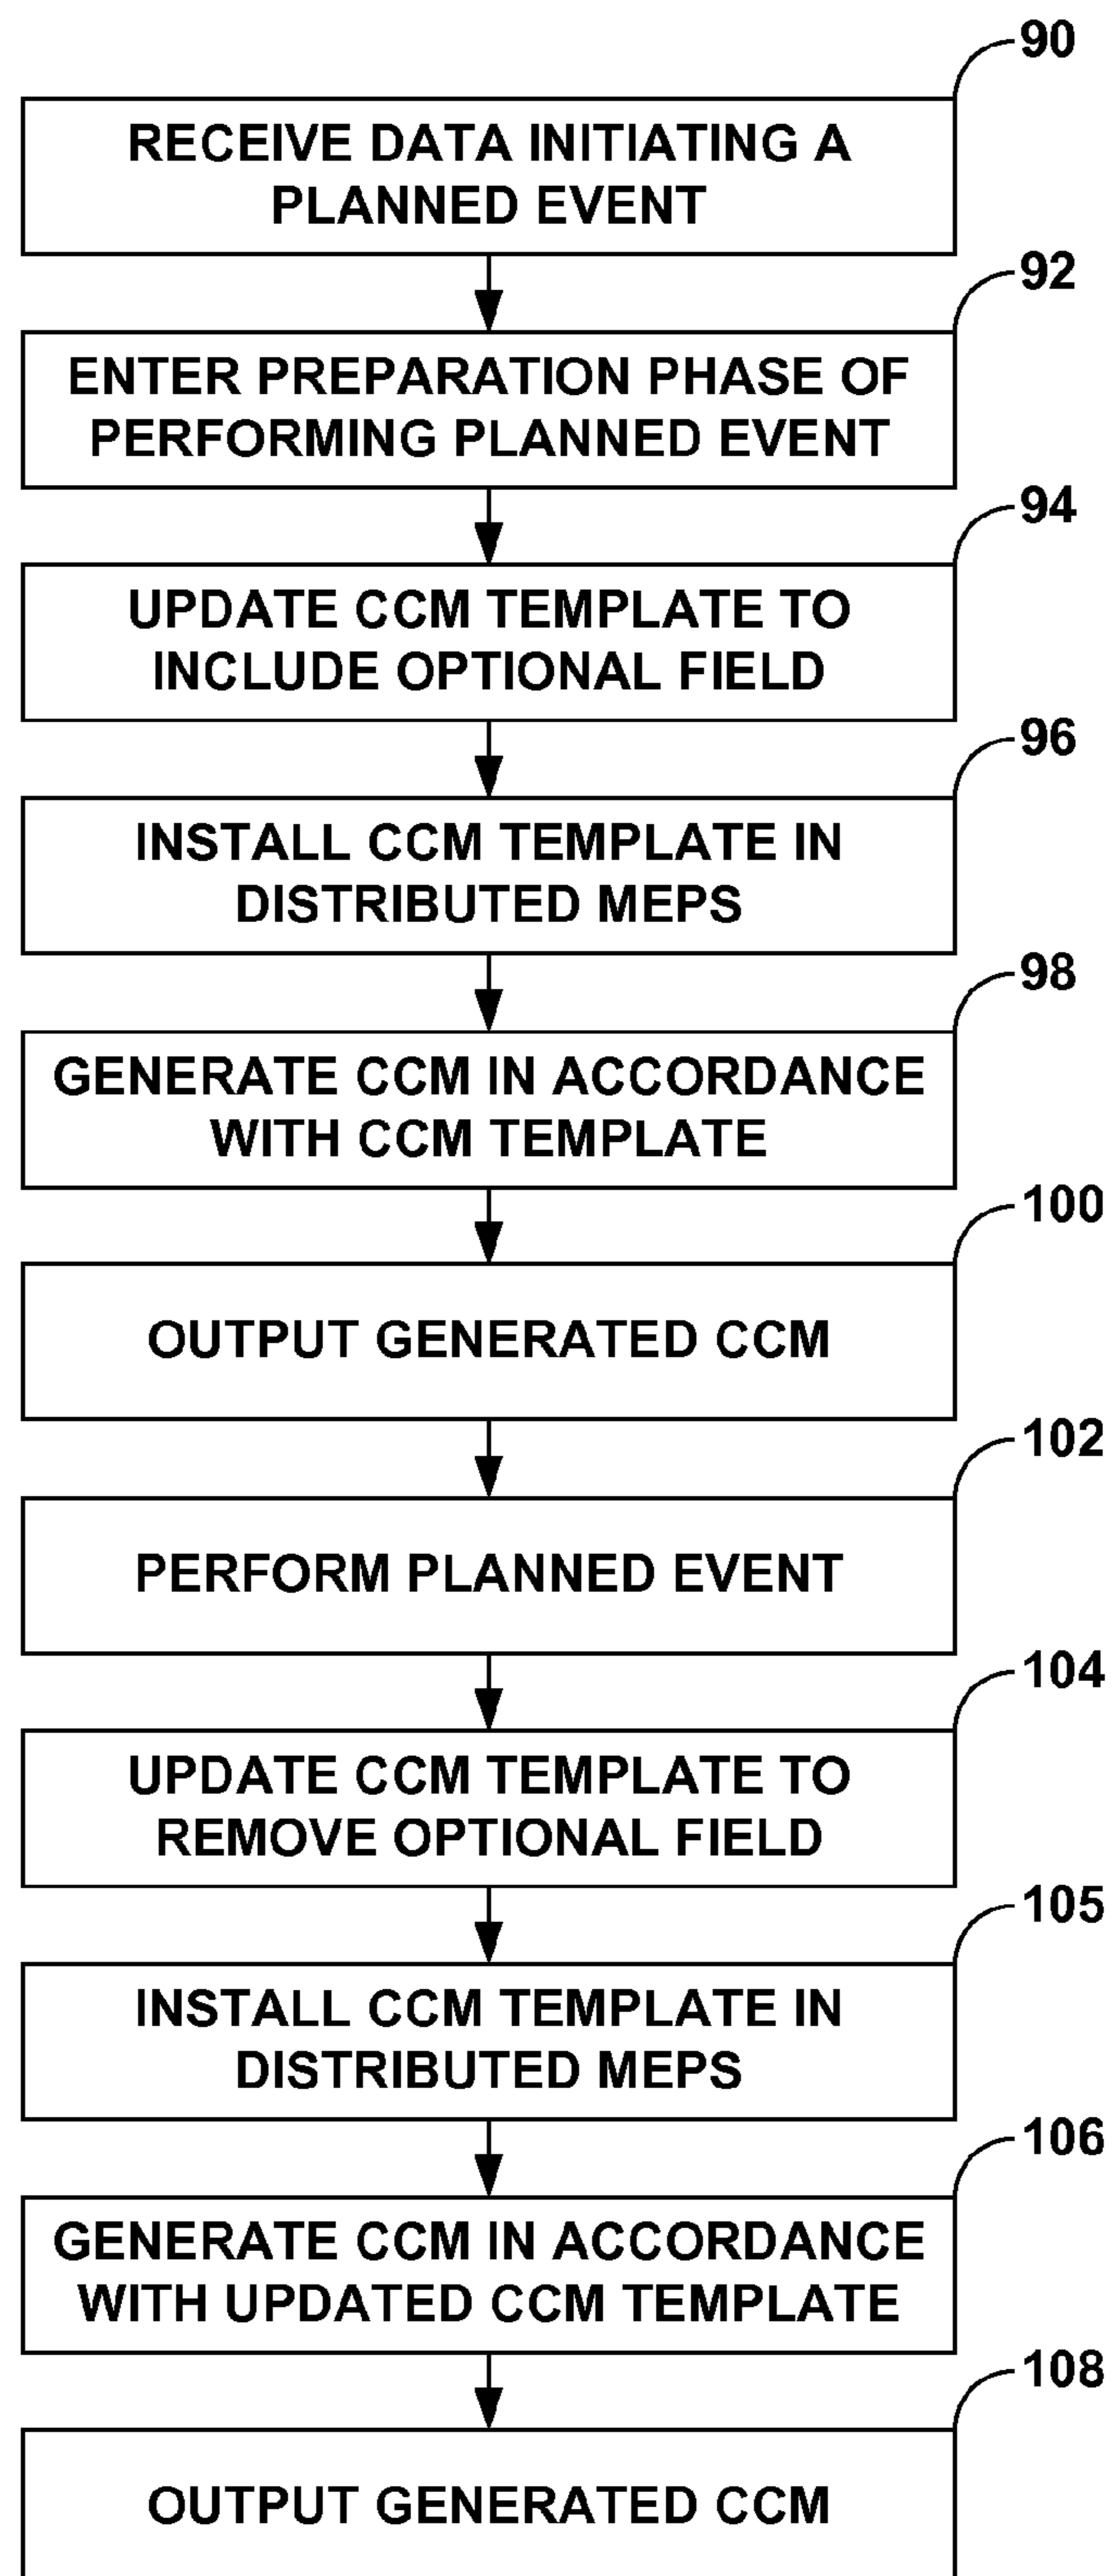 90
RECEIVE DATA INITIATING A
PLANNED EVENT
92
ENTER PREPARATION PHASE OF
PERFORMING PLANNED EVENT
94
UPDATE CCM TEMPLATE TO
INCLUDE OPTIONAL FIELD
96
INSTALL CCM TEMPLATE IN
DISTRIBUTED MEPS
98
GENERATE CCM IN ACCORDANCE
WITH CCM TEMPLATE
100
OUTPUT GENERATED CCM
102
PERFORM PLANNED EVENT
104
UPDATE CCM TEMPLATE TO
REMOVE OPTIONAL FIELD
105
INSTALL CCM TEMPLATE IN
DISTRIBUTED MEPS
106
GENERATE CCM IN ACCORDANCE
WITH UPDATED CCM TEMPLATE
108
OUTPUT GENERATED CCM